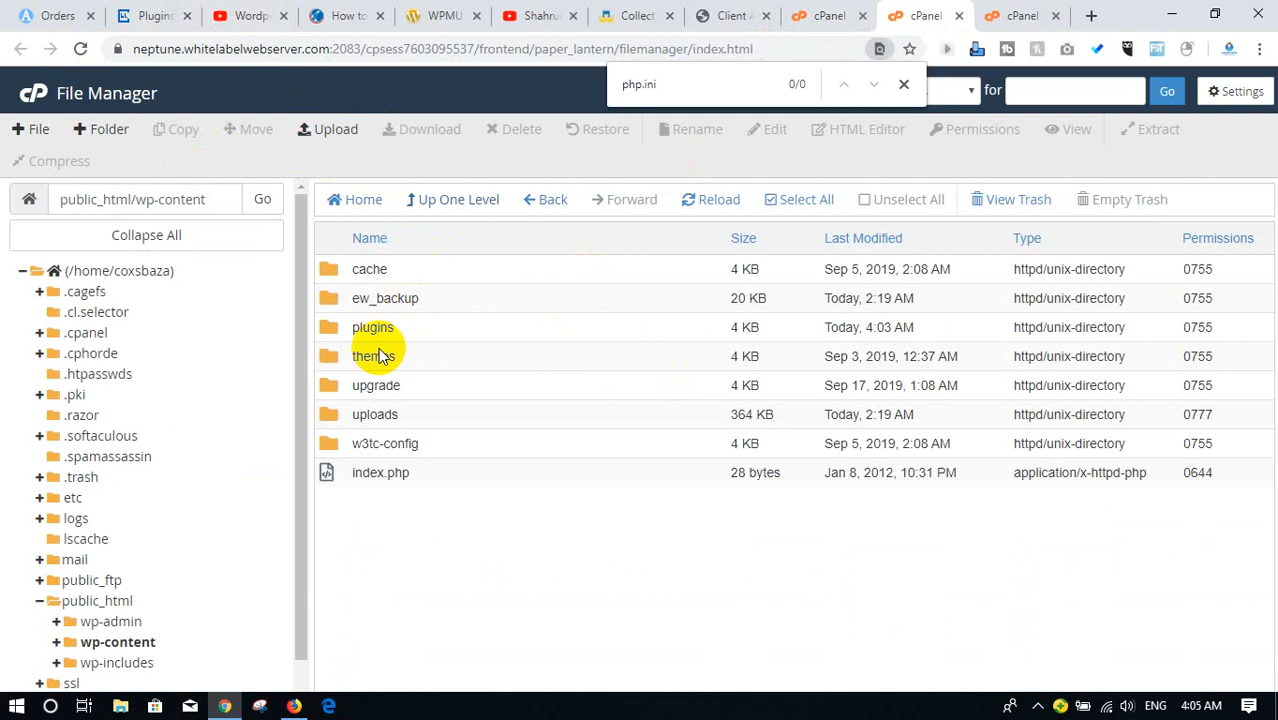 Orders
Plugins
Wordp
How to
WPMU
Shahru
Collect
Client A
cPanel
cPanel
cPanel
neptune.whitelabelwebserver.com:2083/cpsess7603095537/frontend/paper_lantern/filemanager/index.html
php.ini 0/0
File Manager
for Go Settings
File Folder Copy Move Upload Download Delete Restore Rename Edit HTML Editor Permissions View Extract
Compress
public_html/wp-content Go
Home Up One Level Back Forward Reload Select All Unselect All View Trash Empty Trash
Collapse All
(/home/coxsbaza)
.cagefs
.cl.selector
.cpanel
.cphorde
.htpasswds
.pki
.razor
.softaculous
.spamassassin
.trash
etc
logs
lscache
mail
public_ftp
public_html
wp-admin
wp-content
wp-includes
ssl
Name Size Last Modified Type Permissions
cache 4 KB Sep 5, 2019, 2:08 AM httpd/unix-directory 0755
ew_backup 20 KB Today, 2:19 AM httpd/unix-directory 0755
plugins 4 KB Today, 4:03 AM httpd/unix-directory 0755
themes 4 KB Sep 3, 2019, 12:37 AM httpd/unix-directory 0755
upgrade 4 KB Sep 17, 2019, 1:08 AM httpd/unix-directory 0755
uploads 364 KB Today, 2:19 AM httpd/unix-directory 0777
w3tc-config 4 KB Sep 5, 2019, 2:08 AM httpd/unix-directory 0755
index.php 28 bytes Jan 8, 2012, 10:31 PM application/x-httpd-php 0644
ENG 4:05 AM